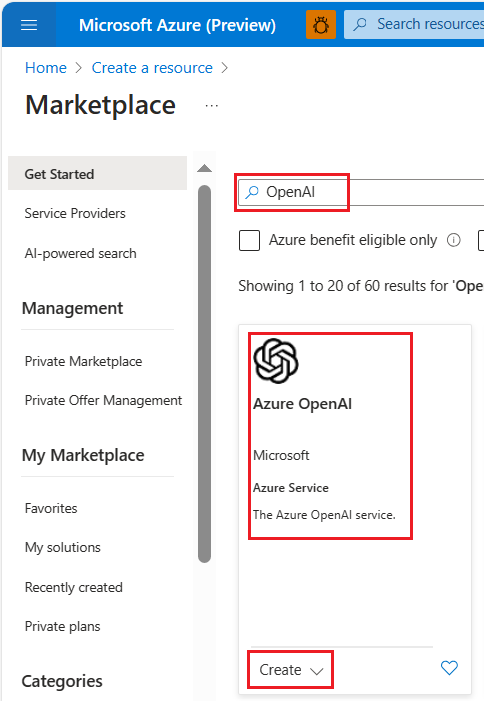 Microsoft Azure (Preview)
Search resources
Home > Create a resource >
Marketplace ...
Get Started
Service Providers
AI-powered search
Management
Private Marketplace
Private Offer Management
My Marketplace
Favorites
My solutions
Recently created
Private plans
Categories
OpenAI
Azure benefit eligible only
Showing 1 to 20 of 60 results for 'Ope
Azure OpenAI
Microsoft
Azure Service
The Azure OpenAI service.
Create